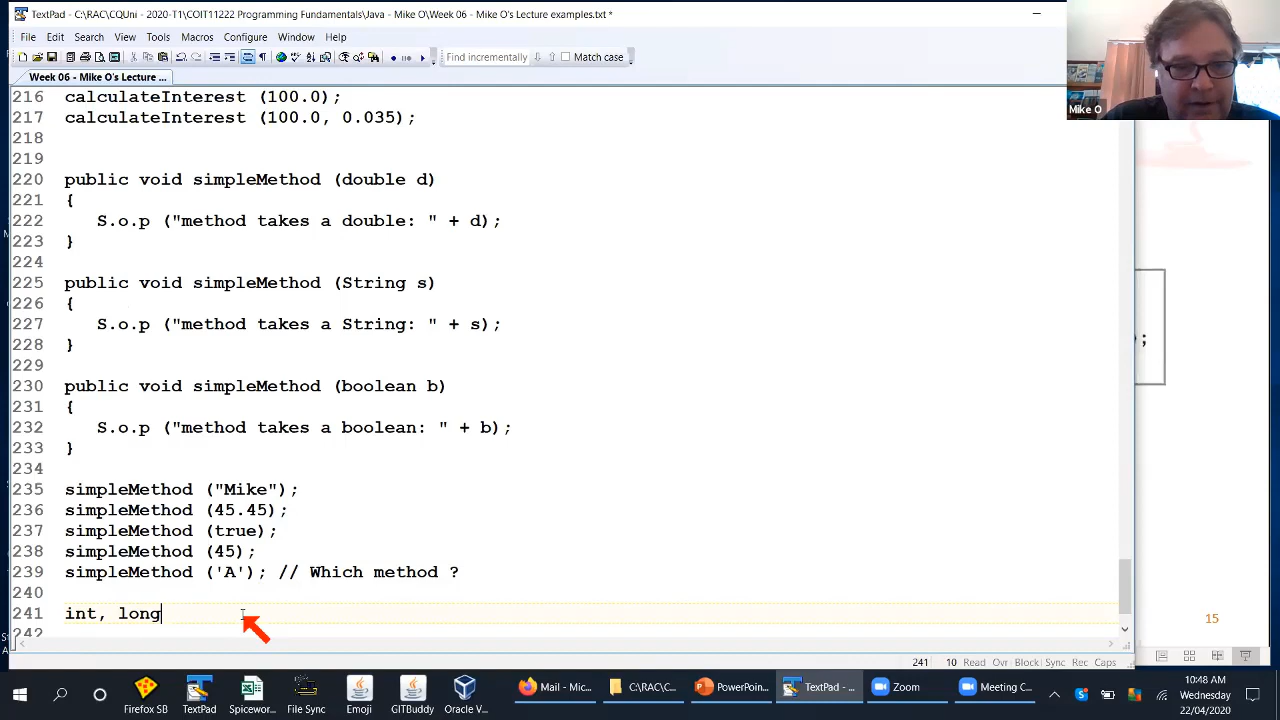 TextPad - C:\RAC\CQUni - 2020-T1\COIT11222 Programming Fundamentals\Java - Mike O\Week 06 - Mike O's Lecture examples.txt *
File Edit Search View Tools Macros Configure Window Help
Find incrementally Match case
Week 06 - Mike O's Lecture ...
Mike O
216 calculateInterest (100.0);
217 calculateInterest (100.0, 0.035);
218
219
220 public void simpleMethod (double d)
221 {
222 S.o.p ("method takes a double: " + d);
223 }
224
225 public void simpleMethod (String s)
226 {
227 S.o.p ("method takes a String: " + s);
228 }
229
230 public void simpleMethod (boolean b)
231 {
232 S.o.p ("method takes a boolean: " + b);
233 }
234
235 simpleMethod ("Mike");
236 simpleMethod (45.45);
237 simpleMethod (true);
238 simpleMethod (45);
239 simpleMethod ('A'); // Which method ?
240
241 int, long
242
);
15
241 10 Read Ovr Block Sync Rec Caps
Firefox SB TextPad Spicewor... File Sync Emoji GITBuddy Oracle V...
Mail - Mic... C:\RAC\C... PowerPoin... TextPad - ... Zoom Meeting C...
10:48 AM
Wednesday
22/04/2020